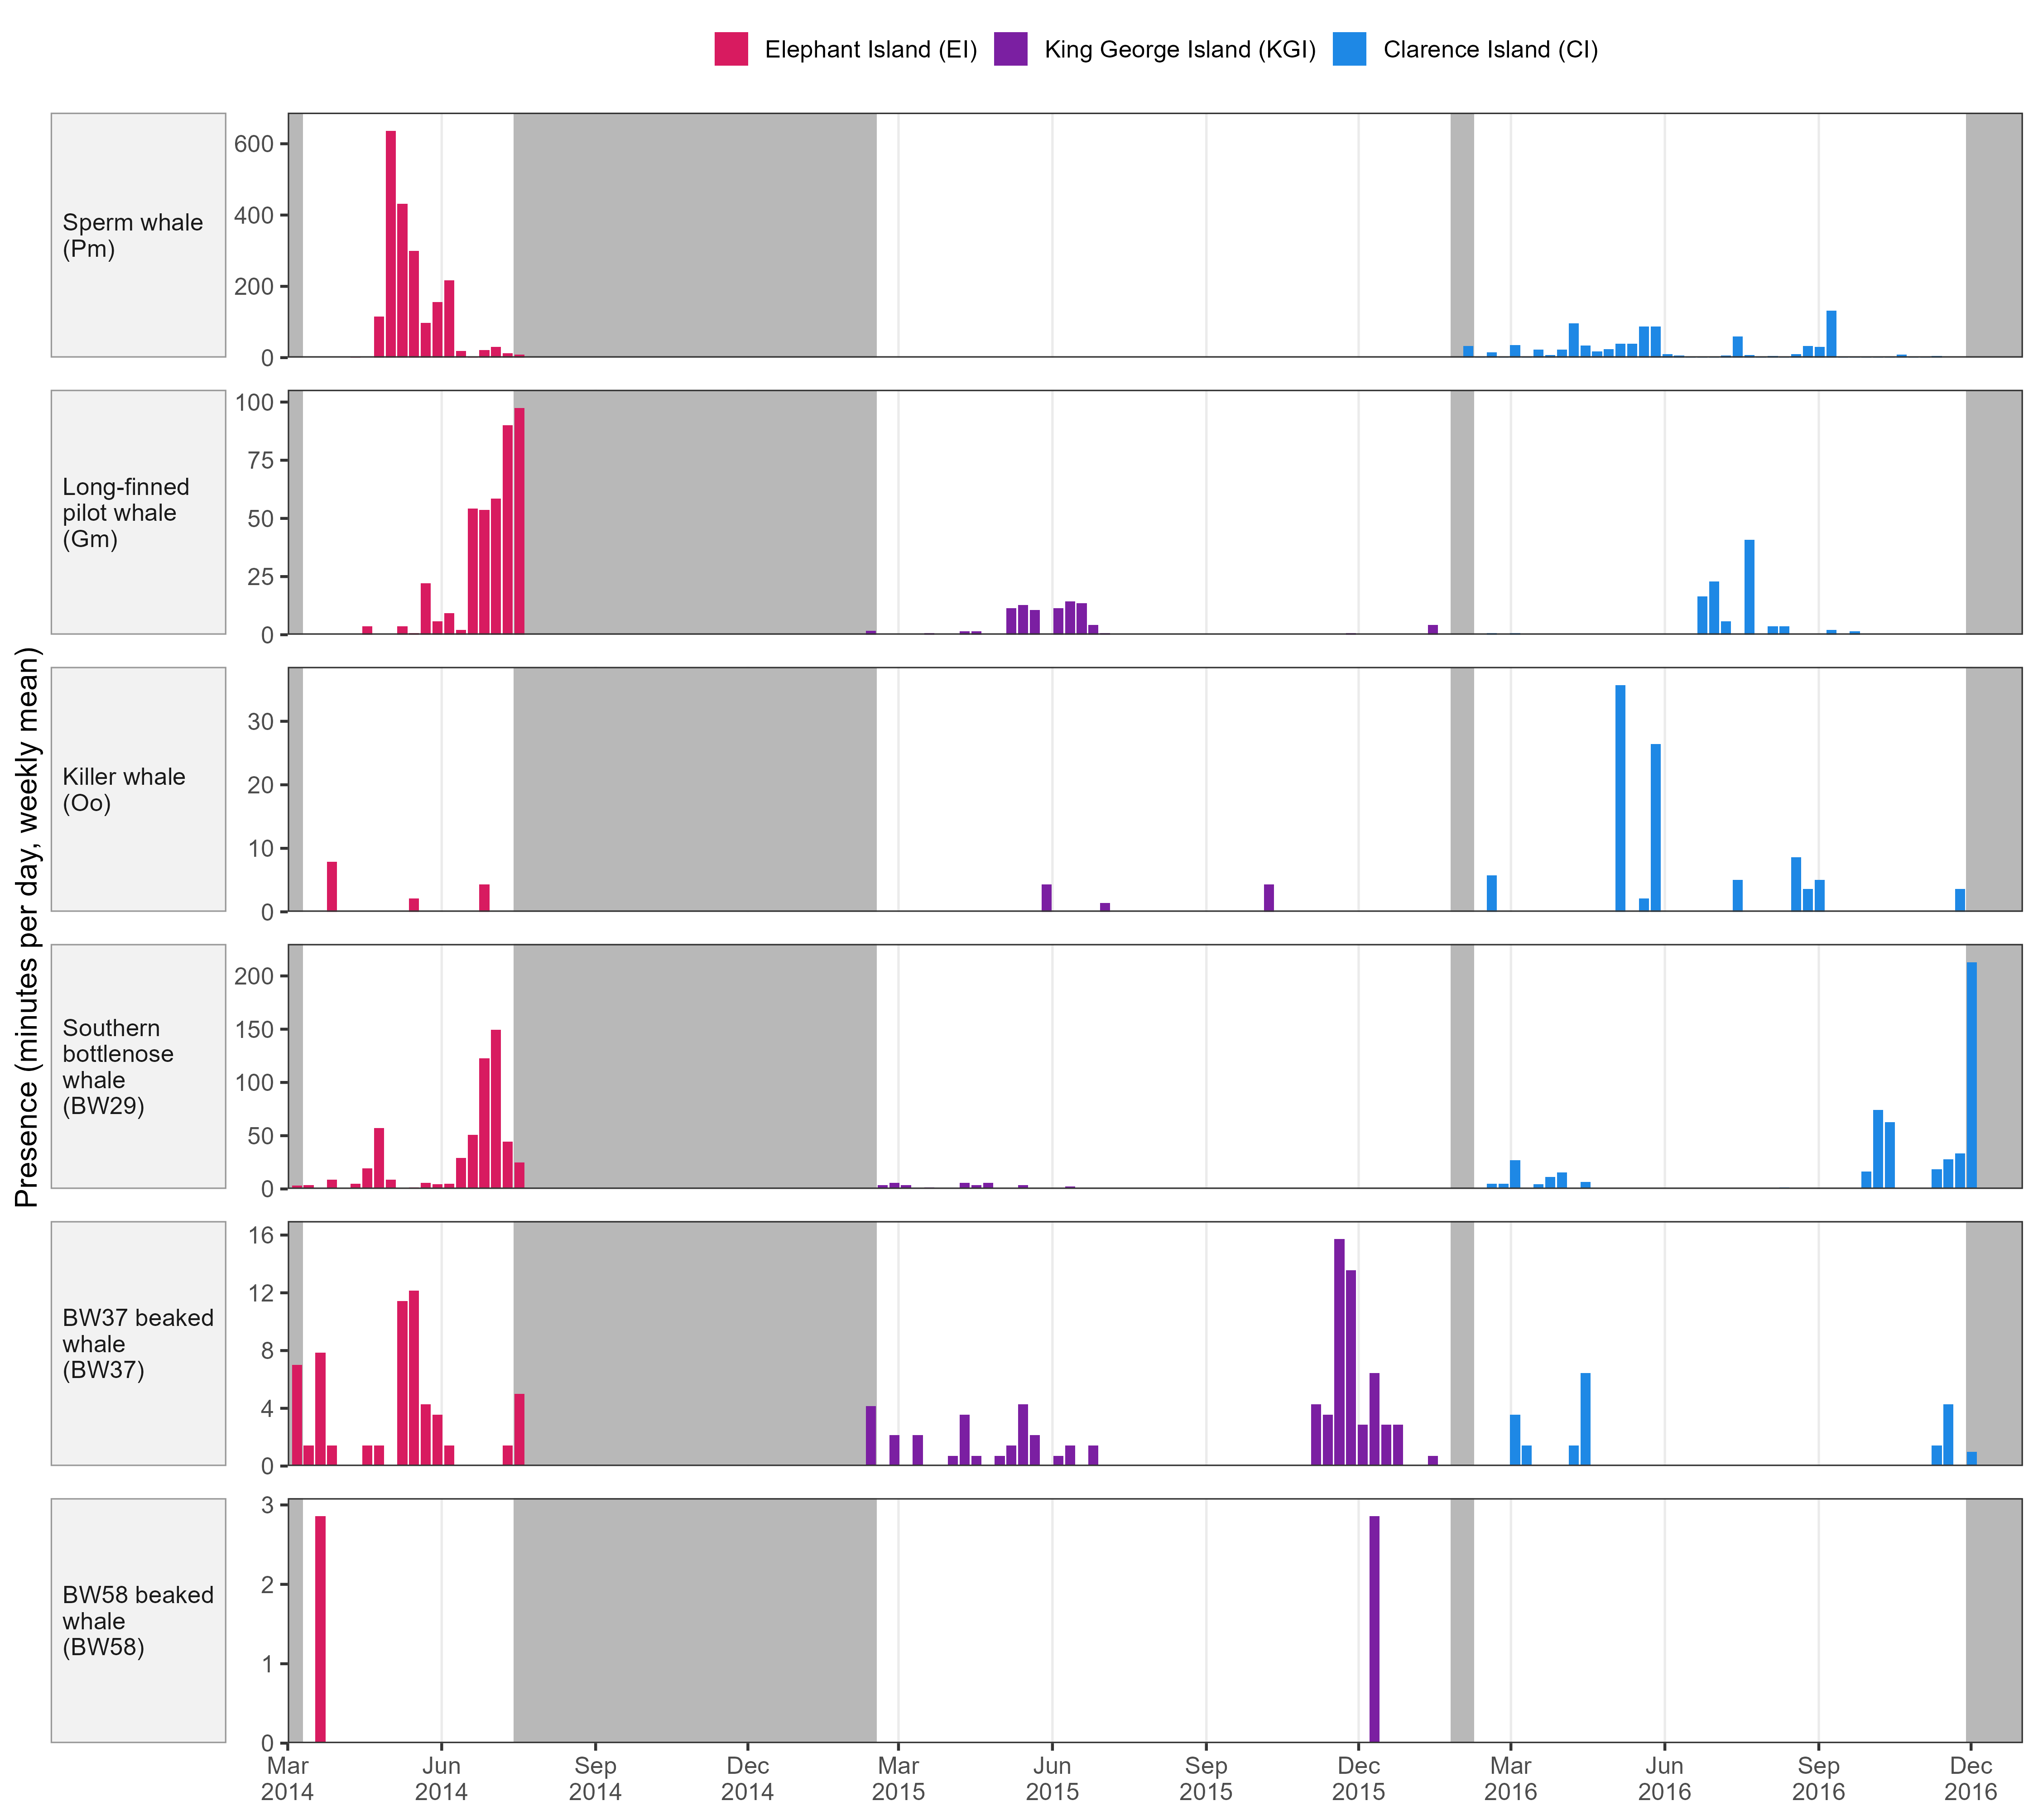 Elephant Island (EI) King George Island (KGI) Clarence Island (CI)
Presence (minutes per day, weekly mean)
Sperm whale
(Pm)
600
400
200
0
Long-finned
pilot whale
(Gm)
100
75
50
25
0
Killer whale
(Oo)
30
20
10
0
Southern
bottlenose
whale
(BW29)
200
150
100
50
0
BW37 beaked
whale
(BW37)
16
12
8
4
0
BW58 beaked
whale
(BW58)
3
2
1
0
Mar Jun Sep Dec Mar Jun Sep Dec Mar Jun Sep Dec
2014 2014 2014 2014 2015 2015 2015 2015 2016 2016 2016 2016